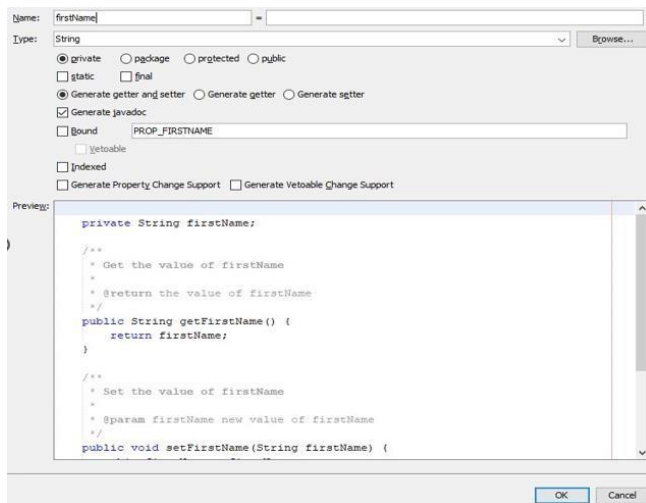 Name: firstName =
Type: String Browse...
private package protected public
static final
Generate getter and setter Generate getter Generate setter
Generate javadoc
Bound PROP_FIRSTNAME
Vetoable
Indexed
Generate Property Change Support Generate Vetoable Change Support
Preview:
private String firstName;
/**
* Get the value of firstName
*
* @return the value of firstName
*/
public String getFirstName() {
return firstName;
}
/**
* Set the value of firstName
*
* @param firstName new value of firstName
*/
public void setFirstName(String firstName) {
OK Cancel